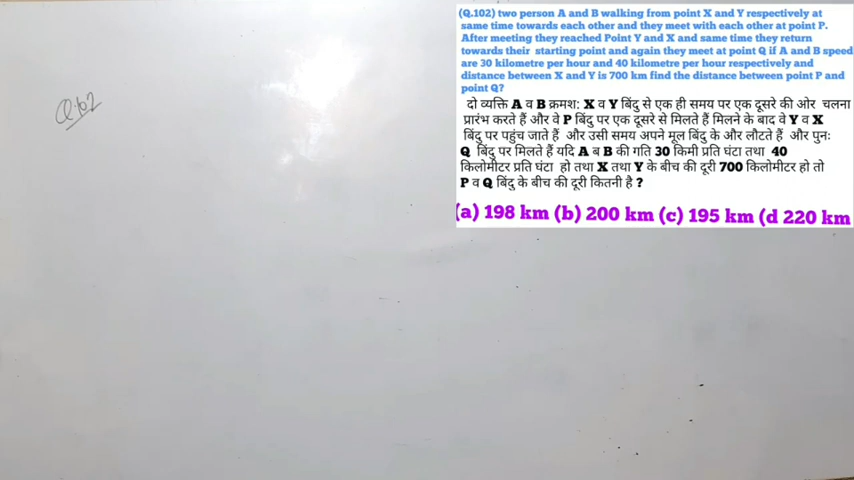 (Q.102) two person A and B walking from point X and Y respectively at
same time towards each other and they meet with each other at point P.
After meeting they reached Point Y and X and same time they return
towards their starting point and again they meet at point Q if A and B speed
are 30 kilometre per hour and 40 kilometre per hour respectively and
distance between X and Y is 700 km find the distance between point P and
point Q?
दो व्यक्ति A व B क्रमश: X व Y बिंदु से एक ही समय पर एक दूसरे की ओर चलना
प्रारंभ करते हैं और वे P बिंदु पर एक दूसरे से मिलते हैं मिलने के बाद वे Y व X
बिंदु पर पहुंच जाते हैं और उसी समय अपने मूल बिंदु के और लौटते हैं और पुनः
Q बिंदु पर मिलते हैं यदि A ब B की गति 30 किमी प्रति घंटा तथा 40
किलोमीटर प्रति घंटा हो तथा X तथा Y के बीच की दूरी 700 किलोमीटर हो तो
P व Q बिंदु के बीच की दूरी कितनी है ?
(a) 198 km (b) 200 km (c) 195 km (d 220 km